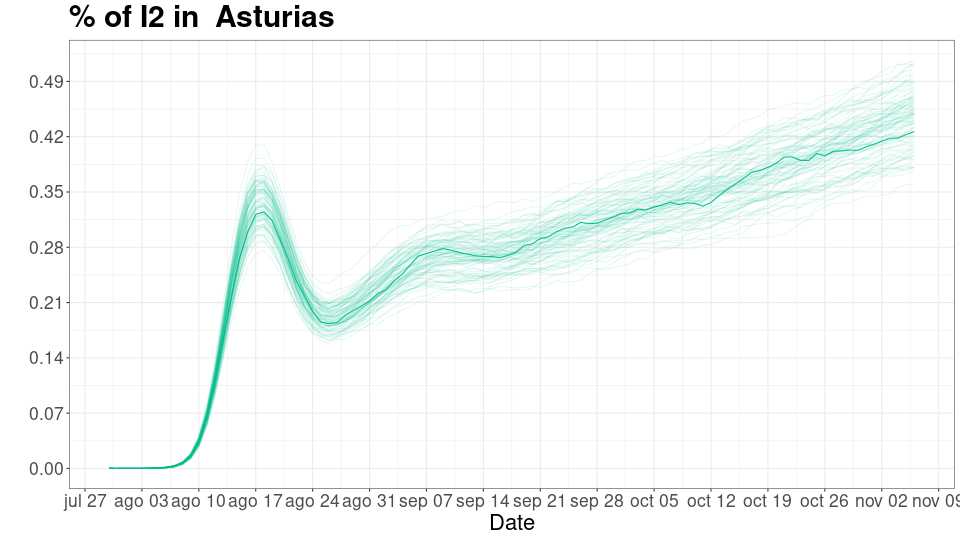 % of I2 in  Asturias
0.49
0.42
0.35
0.28
0.21
0.14
0.07
0.00
jul 27 ago 03 ago 10 ago 17 ago 24 ago 31 sep 07 sep 14 sep 21 sep 28 oct 05 oct 12 oct 19 oct 26 nov 02 nov 09
Date